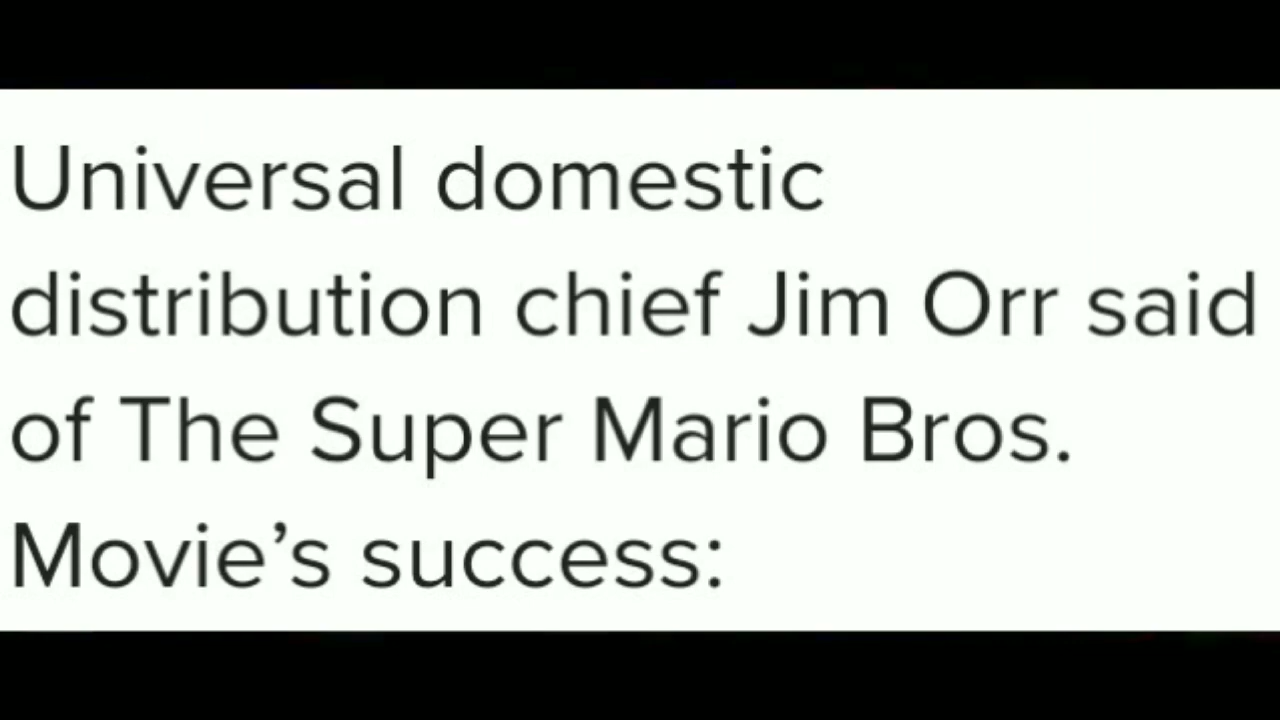 Universal domestic
distribution chief Jim Orr said
of The Super Mario Bros.
Movie’s success: